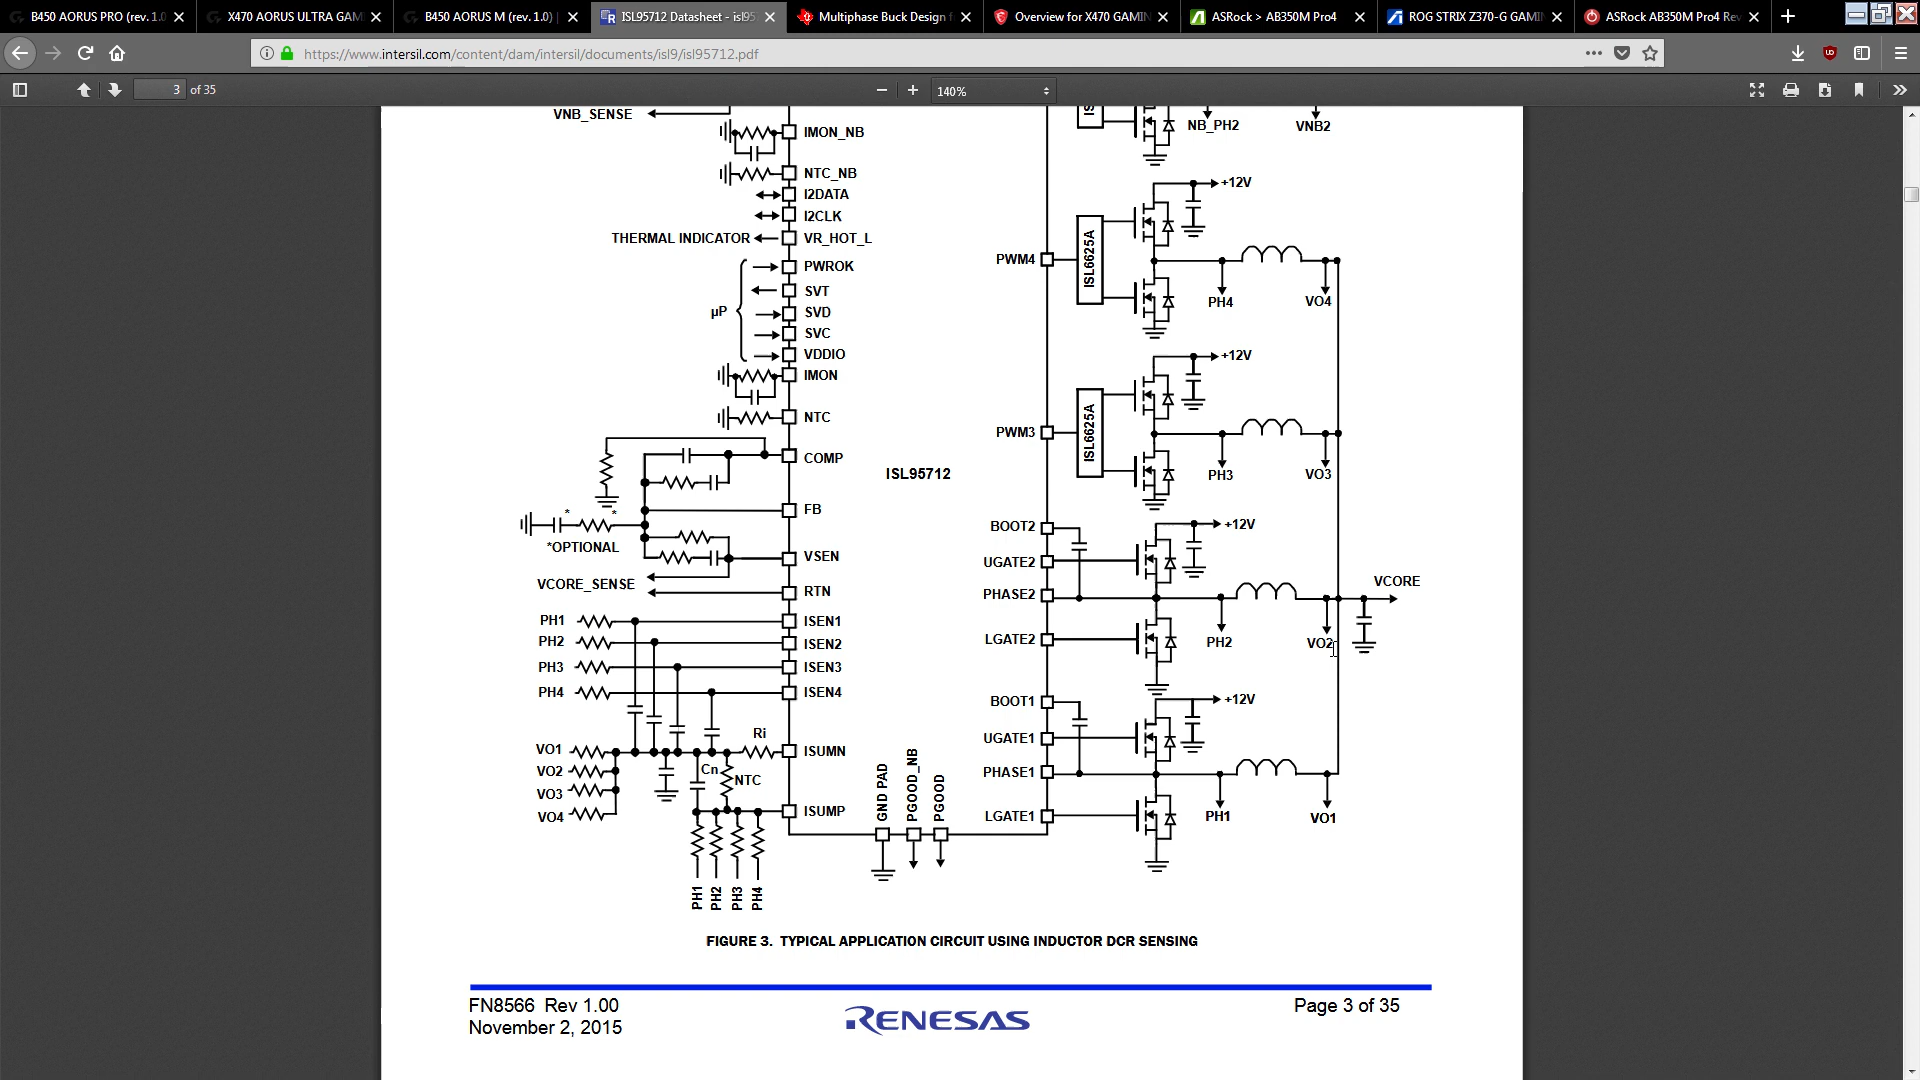 B450 AORUS PRO (rev. 1.0
X470 AORUS ULTRA GAM
B450 AORUS M (rev. 1.0) |
ISL95712 Datasheet - isl95
Multiphase Buck Design f
Overview for X470 GAMIN
ASRock > AB350M Pro4
ROG STRIX Z370-G GAMI
ASRock AB350M Pro4 Rev
https://www.intersil.com/content/dam/intersil/documents/isl9/isl95712.pdf
3 of 35
140%
VNB_SENSE
IMON_NB
NTC_NB
I2DATA
I2CLK
THERMAL INDICATOR
VR_HOT_L
PWROK
SVT
µP
SVD
SVC
VDDIO
IMON
NTC
COMP
FB
* *
*OPTIONAL
VSEN
VCORE_SENSE
RTN
PH1
ISEN1
PH2
ISEN2
PH3
ISEN3
PH4
ISEN4
Ri
VO1
ISUMN
VO2
Cn
NTC
VO3
VO4
ISUMP
PH1
PH2
PH3
PH4
ISL95712
GND PAD
PGOOD_NB
PGOOD
NB_PH2
VNB2
+12V
PWM4
ISL6625A
PH4
VO4
+12V
PWM3
ISL6625A
PH3
VO3
BOOT2
+12V
UGATE2
PHASE2
VCORE
LGATE2
PH2
VO2
BOOT1
+12V
UGATE1
PHASE1
LGATE1
PH1
VO1
FIGURE 3. TYPICAL APPLICATION CIRCUIT USING INDUCTOR DCR SENSING
FN8566 Rev 1.00
November 2, 2015
RENESAS
Page 3 of 35